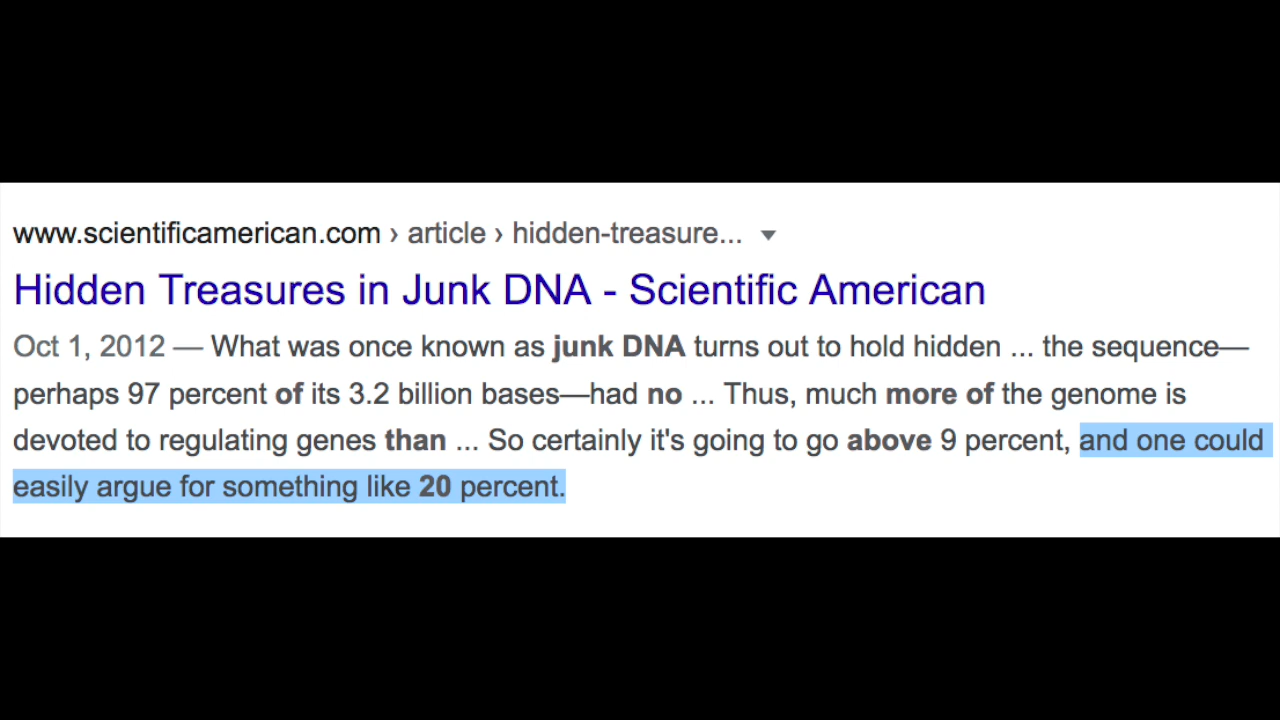 www.scientificamerican.com › article › hidden-treasure...
Hidden Treasures in Junk DNA - Scientific American
Oct 1, 2012 — What was once known as junk DNA turns out to hold hidden ... the sequence—
perhaps 97 percent of its 3.2 billion bases—had no ... Thus, much more of the genome is
devoted to regulating genes than ... So certainly it's going to go above 9 percent, and one could
easily argue for something like 20 percent.